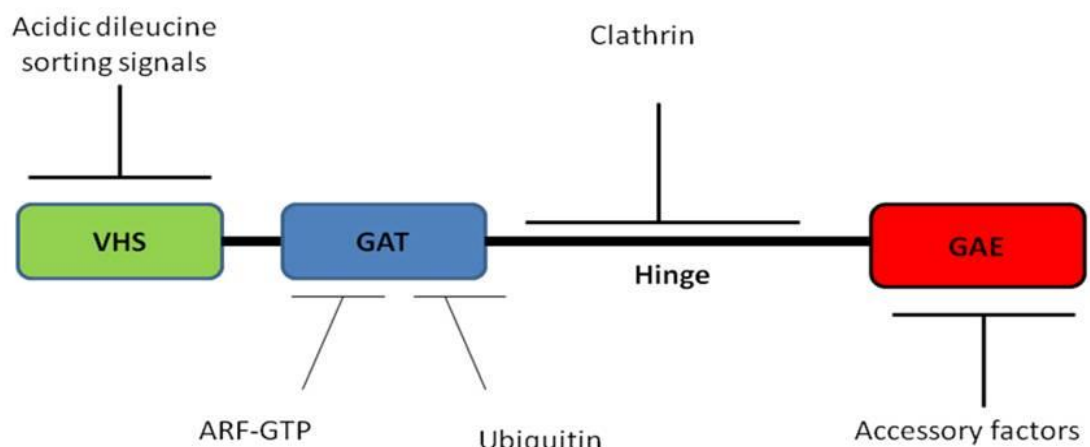 Acidic dileucine
sorting signals
Clathrin
VHS
GAT
Hinge
GAE
ARF-GTP
Ubiquitin
Accessory factors